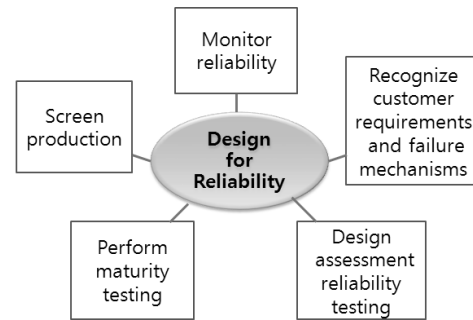 Monitor
reliability
Recognize
customer
requirements
and failure
mechanisms
Screen
production
Design
for
Reliability
Perform
maturity
testing
Design
assessment
reliability
testing